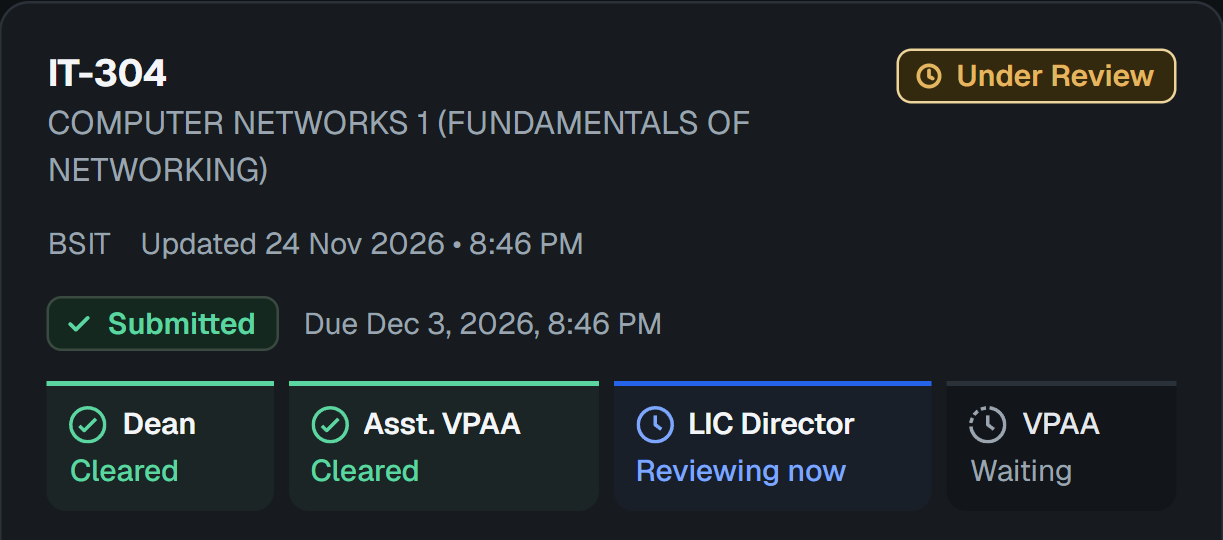 IT-304
Under Review
COMPUTER NETWORKS 1 (FUNDAMENTALS OF
NETWORKING)
BSIT Updated 24 Nov 2026 • 8:46 PM
Submitted Due Dec 3, 2026, 8:46 PM
Dean
Cleared
Asst. VPAA
Cleared
LIC Director
Reviewing now
VPAA
Waiting